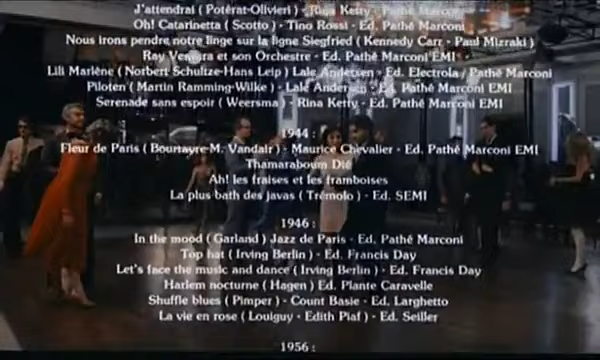 J'attendrai ( Potérat-Olivieri ) - Rina Ketty - Pathé Marconi
Oh! Catarinetta ( Scotto ) - Tino Rossi - Ed. Pathé Marconi
Nous irons pendre notre linge sur la ligne Siegfried ( Kennedy Carr - Paul Mizraki )
Ray Ventura et son Orchestre - Ed. Pathé Marconi EMI
Lili Marlène ( Norbert Schultze-Hans Leip ) Lale Andersen - Ed. Electrola / Pathé Marconi
Piloten ( Martin Ramming-Wilke ) - Lale Andersen - Ed. Pathé Marconi EMI
Serenade sans espoir ( Weersma ) - Rina Ketty - Ed. Pathé Marconi EMI
1944 :
Fleur de Paris ( Bourtayre-M. Vandair ) - Maurice Chevalier - Ed. Pathé Marconi EMI
Thamaraboum Dié
Ah! les fraises et les framboises
La plus bath des javas ( Trémolo ) - Ed. SEMI
1946 :
In the mood ( Garland ) Jazz de Paris - Ed. Pathé Marconi
Top hat ( Irving Berlin ) - Ed. Francis Day
Let's face the music and dance ( Irving Berlin ) - Ed. Francis Day
Harlem nocturne ( Hagen ) Ed. Plante Caravelle
Shuffle blues ( Pimper ) - Count Basie - Ed. Larghetto
La vie en rose ( Louiguy - Edith Piaf ) - Ed. Seiller
1956 :